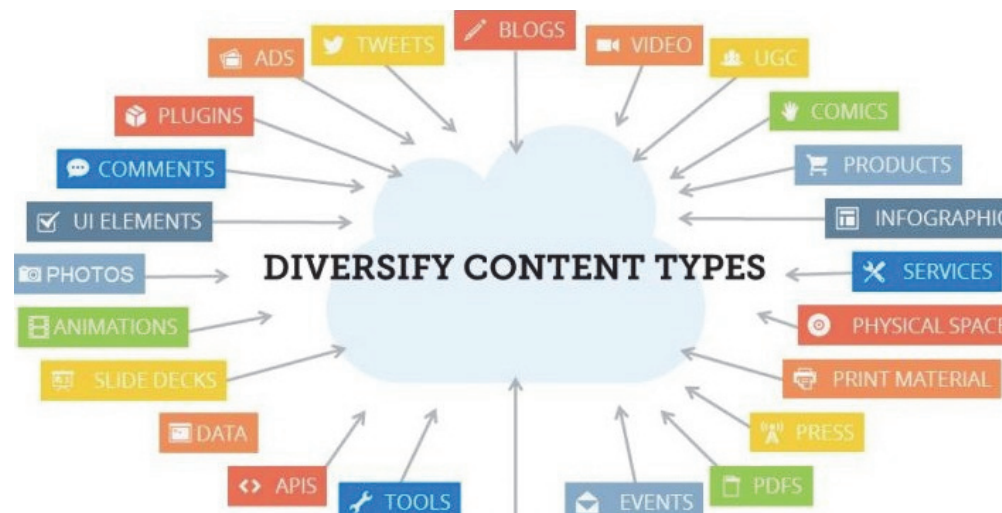 BLOGS
TWEETS
VIDEO
ADS
UGC
PLUGINS
COMICS
COMMENTS
PRODUCTS
UI ELEMENTS
INFOGRAPHIC
PHOTOS
DIVERSIFY CONTENT TYPES
SERVICES
ANIMATIONS
PHYSICAL SPACE
SLIDE DECKS
PRINT MATERIAL
DATA
PRESS
APIS
TOOLS
EVENTS
PDFS